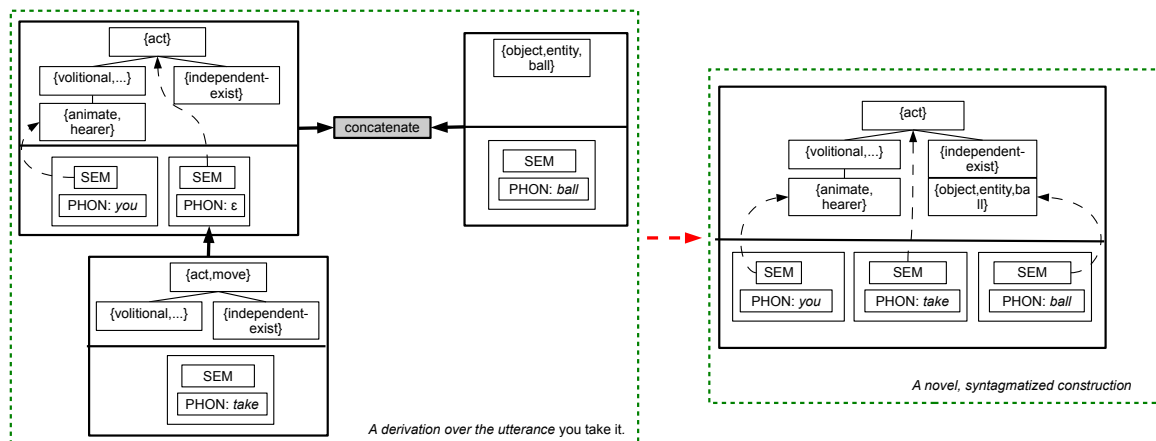 {act}
{volitional,...}
{independent-
exist}
{animate,
hearer}
SEM
PHON: you
SEM
PHON: ε
concatenate
{object,entity,
ball}
SEM
PHON: ball
{act,move}
{volitional,...}
{independent-
exist}
SEM
PHON: take
A derivation over the utterance you take it.
{act}
{volitional,...}
{independent-
exist}
{animate,
hearer}
{object,entity,ba
ll}
SEM
PHON: you
SEM
PHON: take
SEM
PHON: ball
A novel, syntagmatized construction